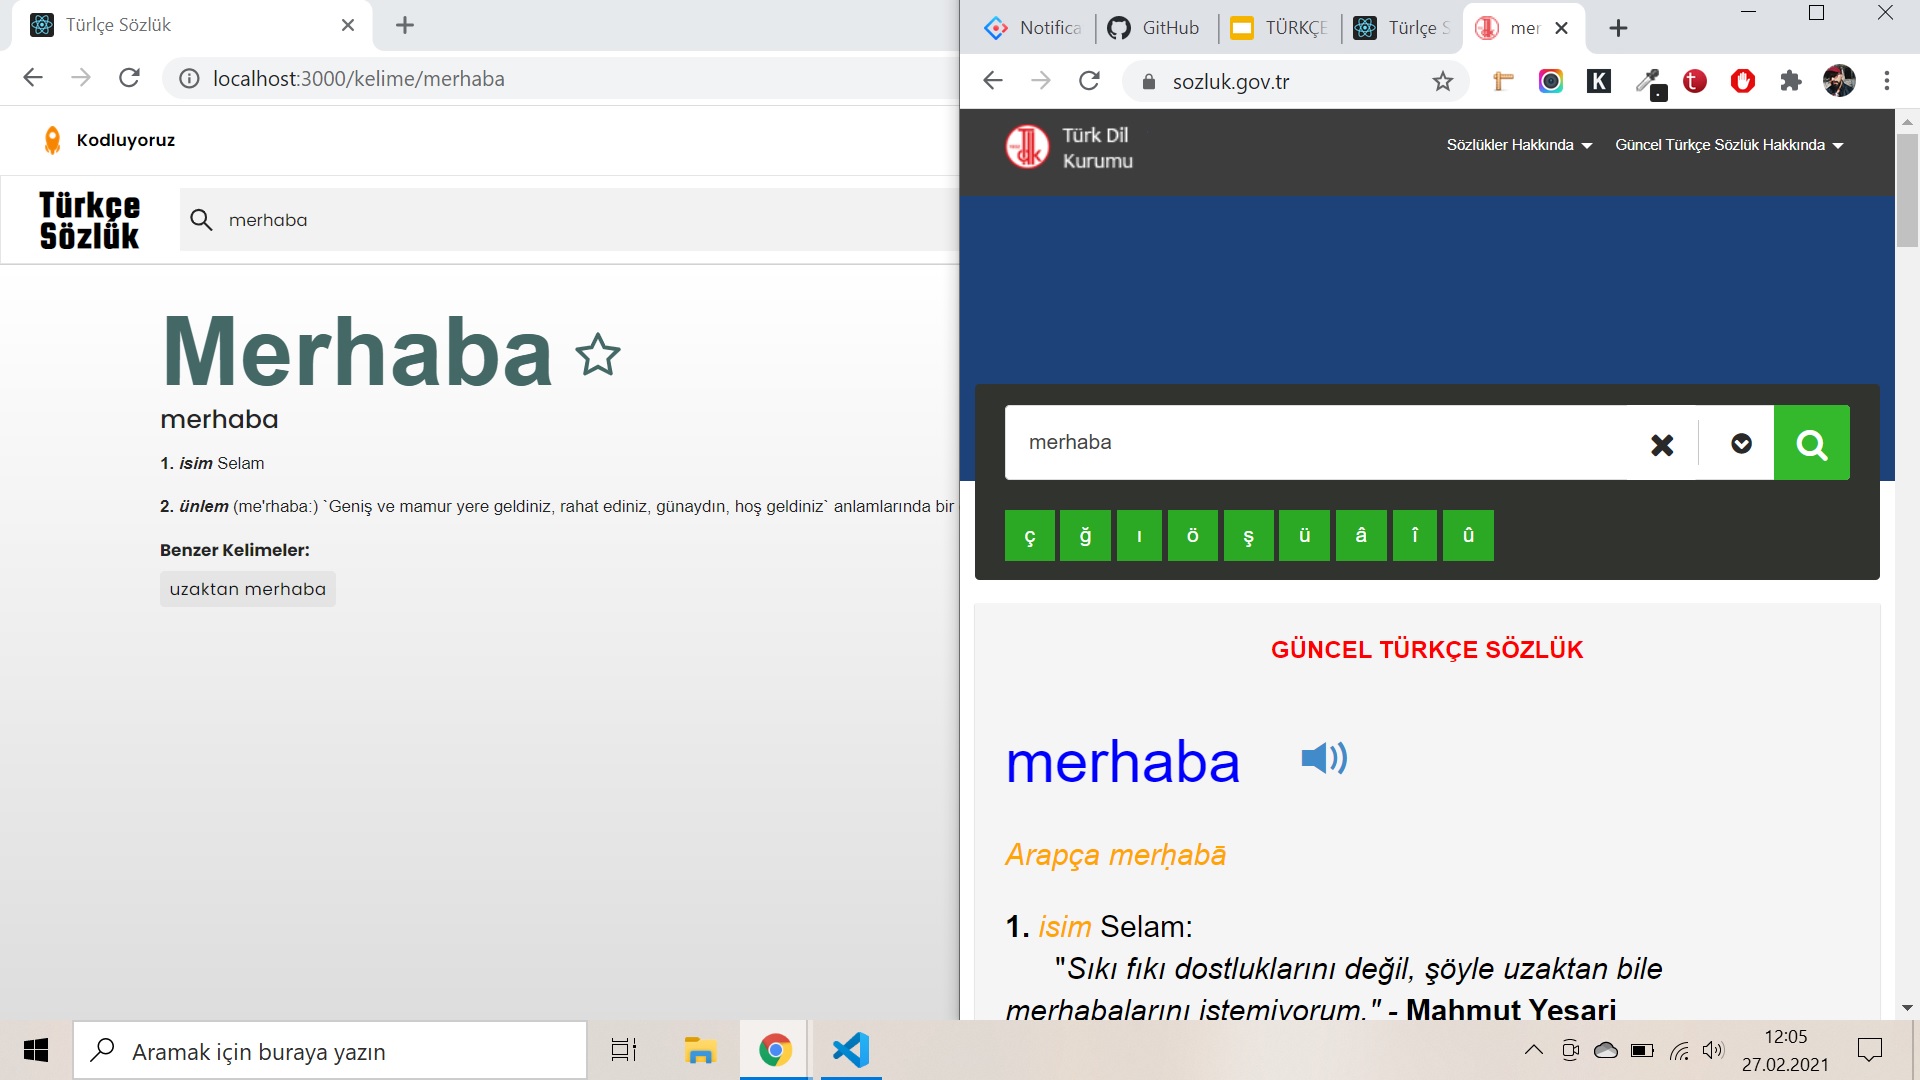 Türlçe Sözlük
localhost:3000/kelime/merhaba
Kodluyoruz
Türkçe
Sözlük
merhaba
Merhaba
merhaba
1. isim Selam
2. ünlem (me'rhaba:) `Geniş ve mamur yere geldiniz, rahat ediniz, günaydın, hoş geldiniz` anlamlarında bir
Benzer Kelimeler:
uzaktan merhaba
Notifica
GitHub
TÜRKÇE
Türlçe S
mer
sozluk.gov.tr
Türk Dil
Kurumu
Sözlükler Hakkında
Güncel Türkçe Sözlük Hakkında
merhaba
ç ğ ı ö ş ü â î û
GÜNCEL TÜRKÇE SÖZLÜK
merhaba
Arapça merḥabā
1. isim Selam:
"Sıkı fıkı dostluklarını değil, şöyle uzaktan bile
merhabalarını istemiyorum." - Mahmut Yesari
Aramak için buraya yazın
12:05
27.02.2021